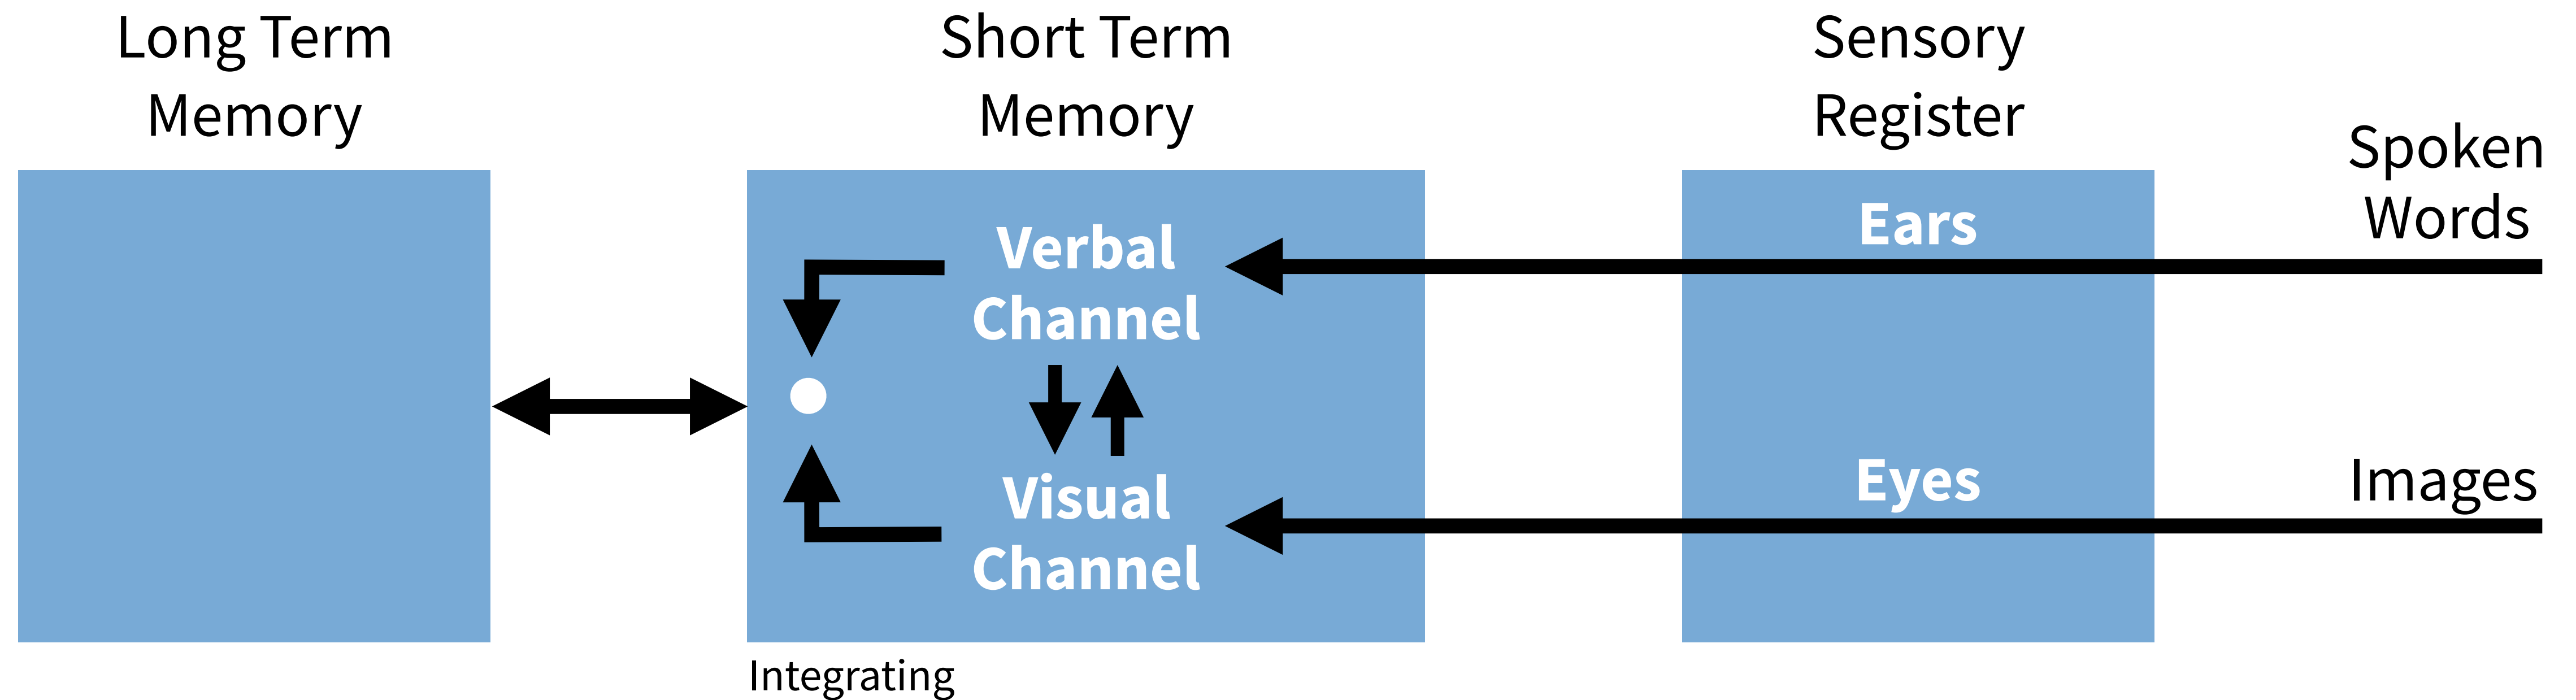 Long Term
Memory
Short Term
Memory
Sensory
Register
Spoken
Words
Ears
Verbal
Channel
Eyes
Images
Visual
Channel
Integrating